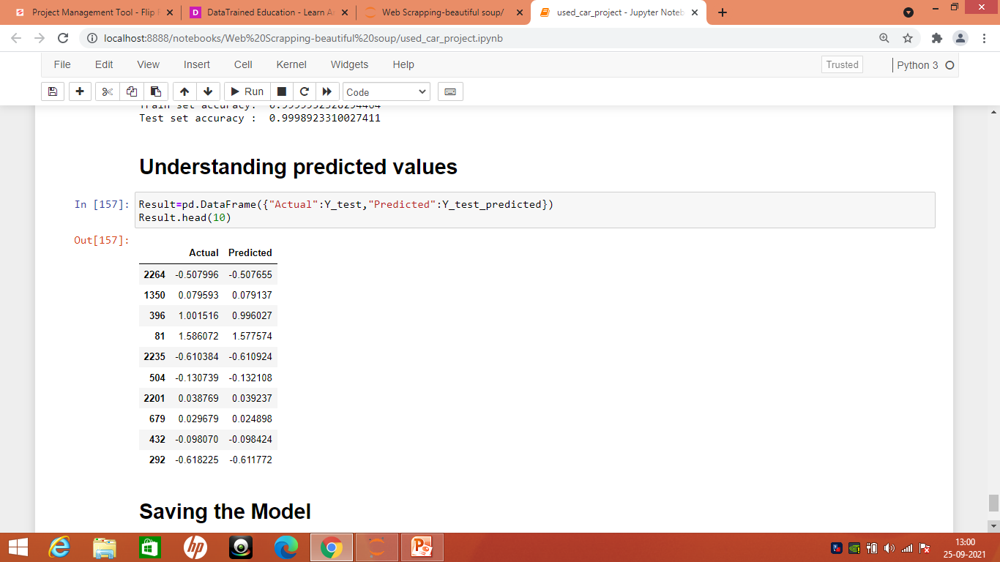 Project Management Tool - Flip
DataTrained Education - Learn A
Web Scrapping-beautiful soup/
used_car_project - Jupyter Noteb
localhost:8888/notebooks/Web%20Scrapping-beautiful%20soup/used_car_project.ipynb
File Edit View Insert Cell Kernel Widgets Help Trusted Python 3
Run Code
Train set accuracy:
Test set accuracy : 0.9998923310027411
Understanding predicted values
In [157]: Result=pd.DataFrame({"Actual":Y_test,"Predicted":Y_test_predicted})
Result.head(10)
Out[157]:
Actual Predicted
2264 -0.507996 -0.507655
1350 0.079593 0.079137
396 1.001516 0.996027
81 1.586072 1.577574
2235 -0.610384 -0.610924
504 -0.130739 -0.132108
2201 0.038769 0.039237
679 0.029679 0.024898
432 -0.098070 -0.098424
292 -0.618225 -0.611772
Saving the Model
13:00
25-09-2021